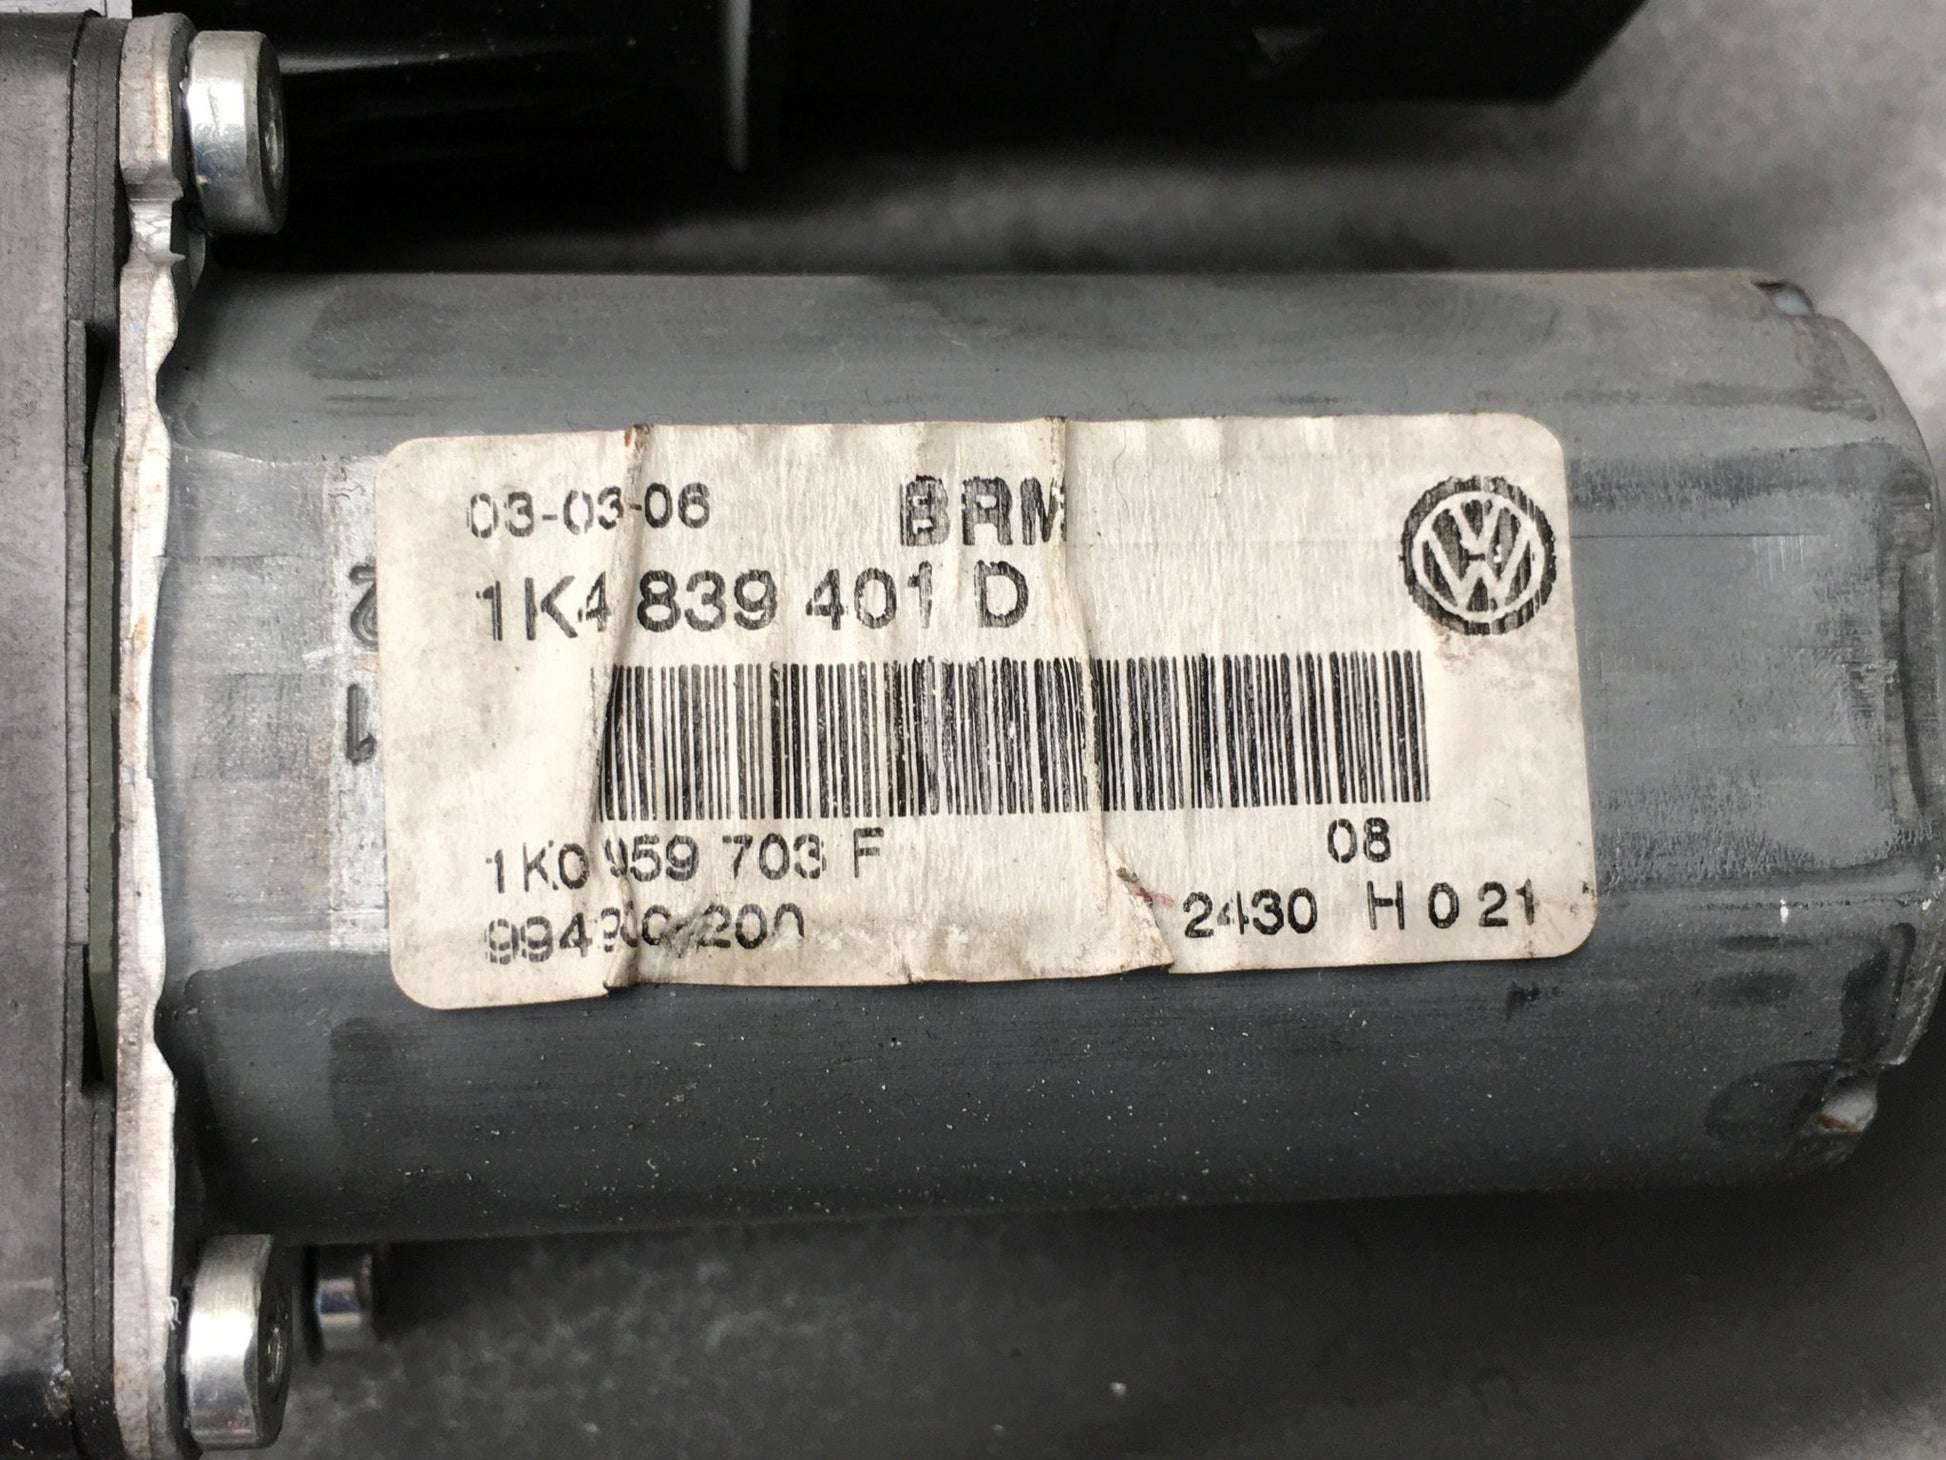 03-03-06 BRM
1K4 839 401 D
1K0 959 703 F 08
2430 H 0 21